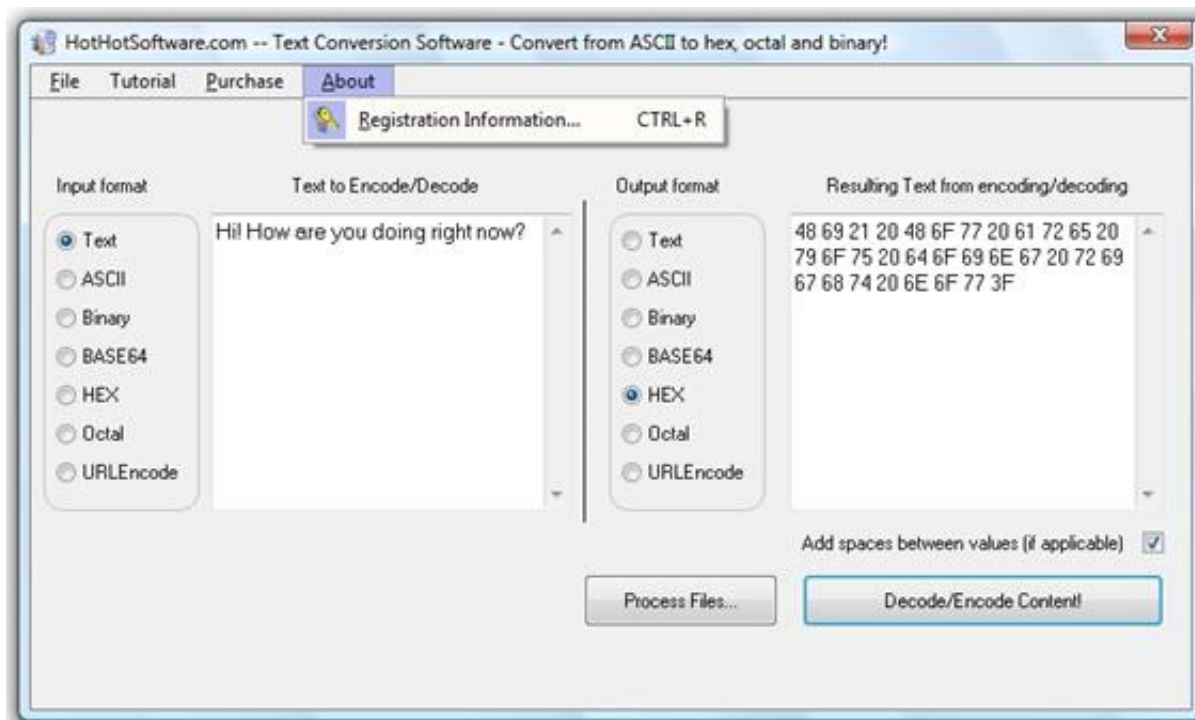 HotHotSoftware.com -- Text Conversion Software - Convert from ASCII to hex, octal and binary!
File Tutorial Purchase About
Registration Information... CTRL+R
Input format Text to Encode/Decode Output format Resulting Text from encoding/decoding
Text
ASCII
Binary
BASE64
HEX
Octal
URLEncode
Hi! How are you doing right now?
Text
ASCII
Binary
BASE64
HEX
Octal
URLEncode
48 69 21 20 48 6F 77 20 61 72 65 20
79 6F 75 20 64 6F 69 6E 67 20 72 69
67 68 74 20 6E 6F 77 3F
Add spaces between values (if applicable)
Process Files... Decode/Encode Content!